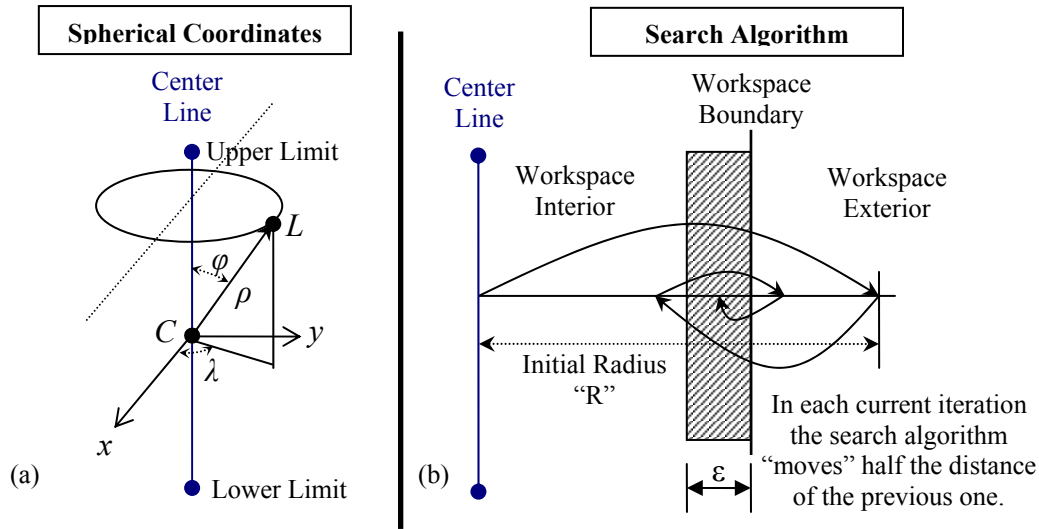 Spherical Coordinates
Center
Line
Upper Limit
L
φ
ρ
C
y
λ
x
(a)
Lower Limit
Search Algorithm
Center
Line
Workspace
Boundary
Workspace
Interior
Workspace
Exterior
Initial Radius
“R”
In each current iteration
the search algorithm
“moves” half the distance
of the previous one.
(b)
ε